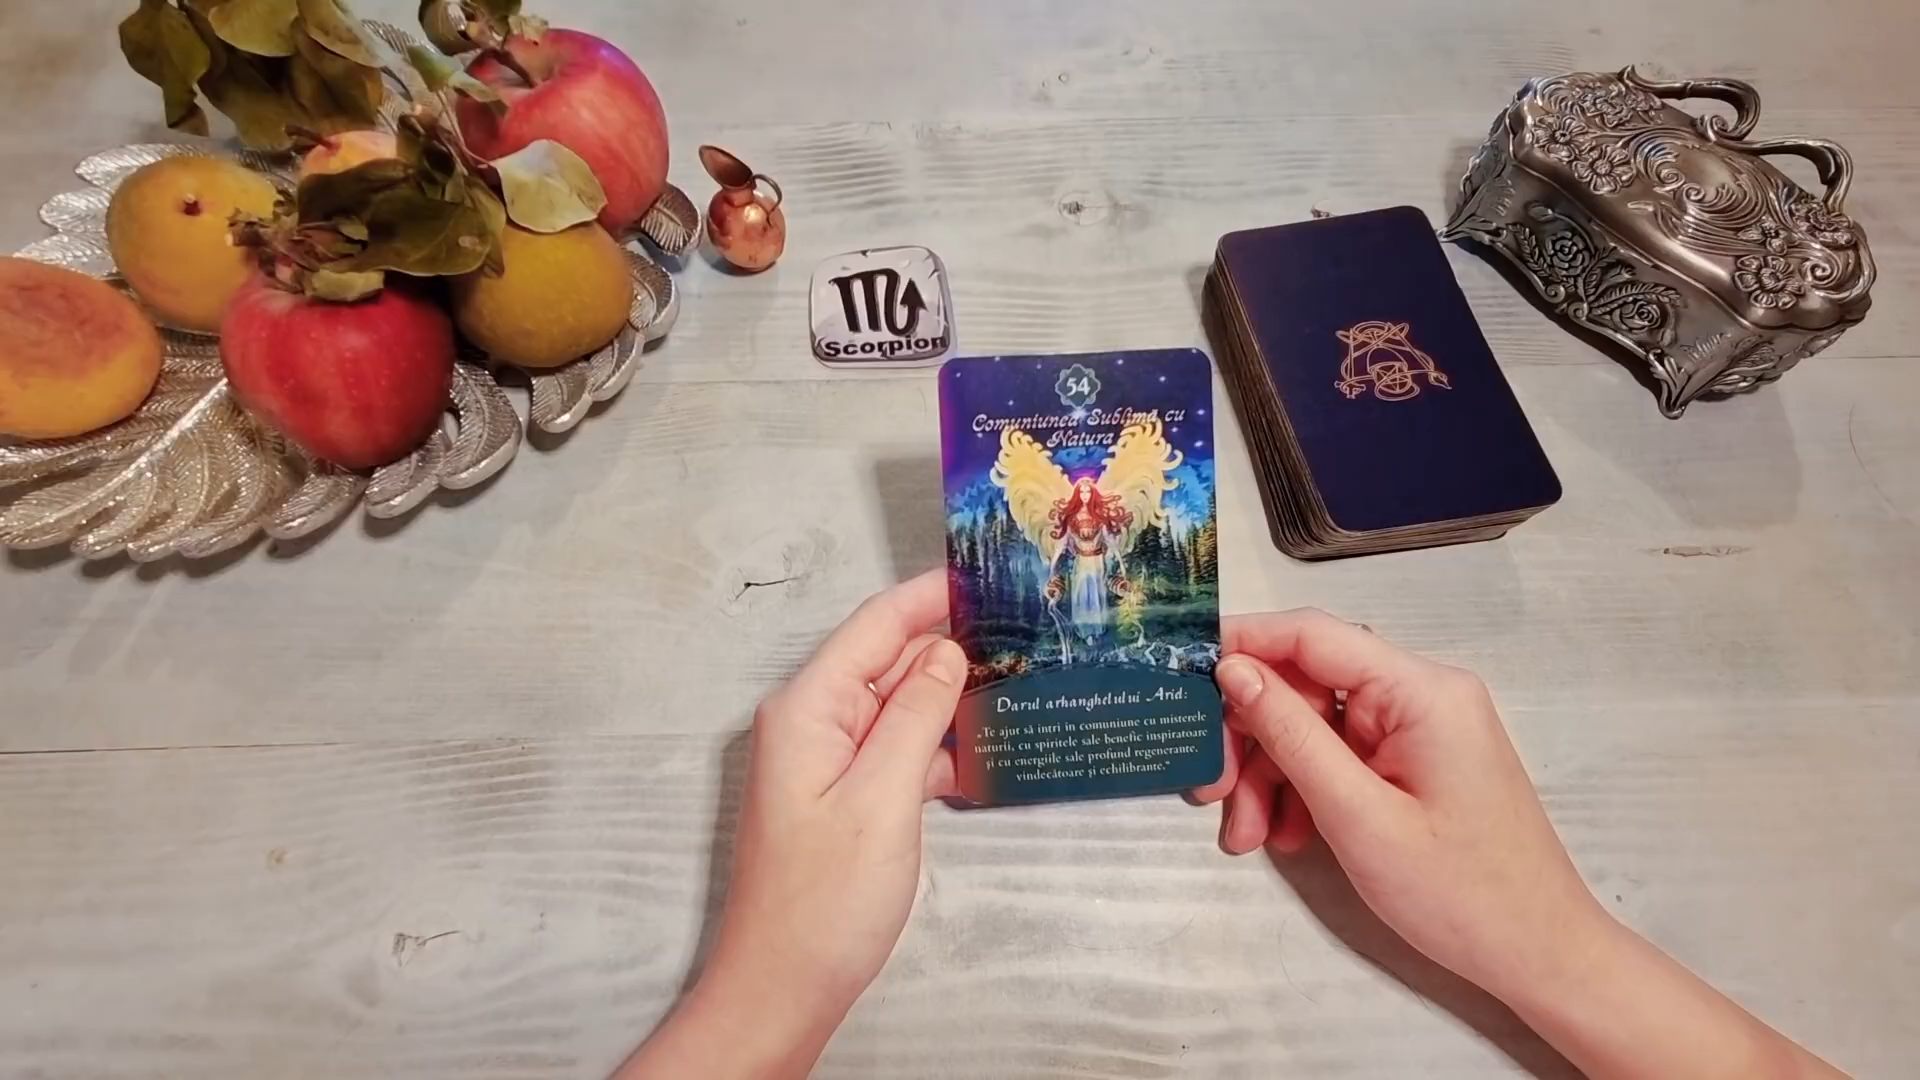 Scorpion
54
Comuniunea Sublimă cu
Natura
Darul arhanghelului Ariel:
„Te ajut să intri în comuniune cu misterele
naturii, cu spiritele sale benefic inspiratoare
și cu energiile sale profund regenerante,
vindecătoare și echilibrante."